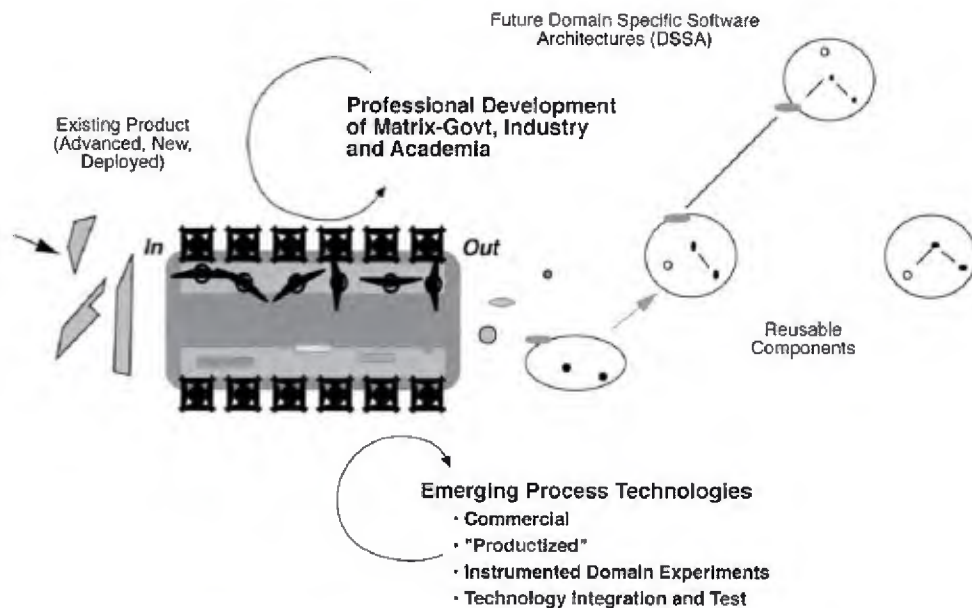 Future Domain Specific Software
Architectures (DSSA)
Professional Development
of Matrix-Govt, Industry
and Academia
Existing Product
(Advanced, New,
Deployed)
In
Out
Reusable
Components
Emerging Process Technologies
· Commercial
· "Productized"
· Instrumented Domain Experiments
· Technology Integration and Test